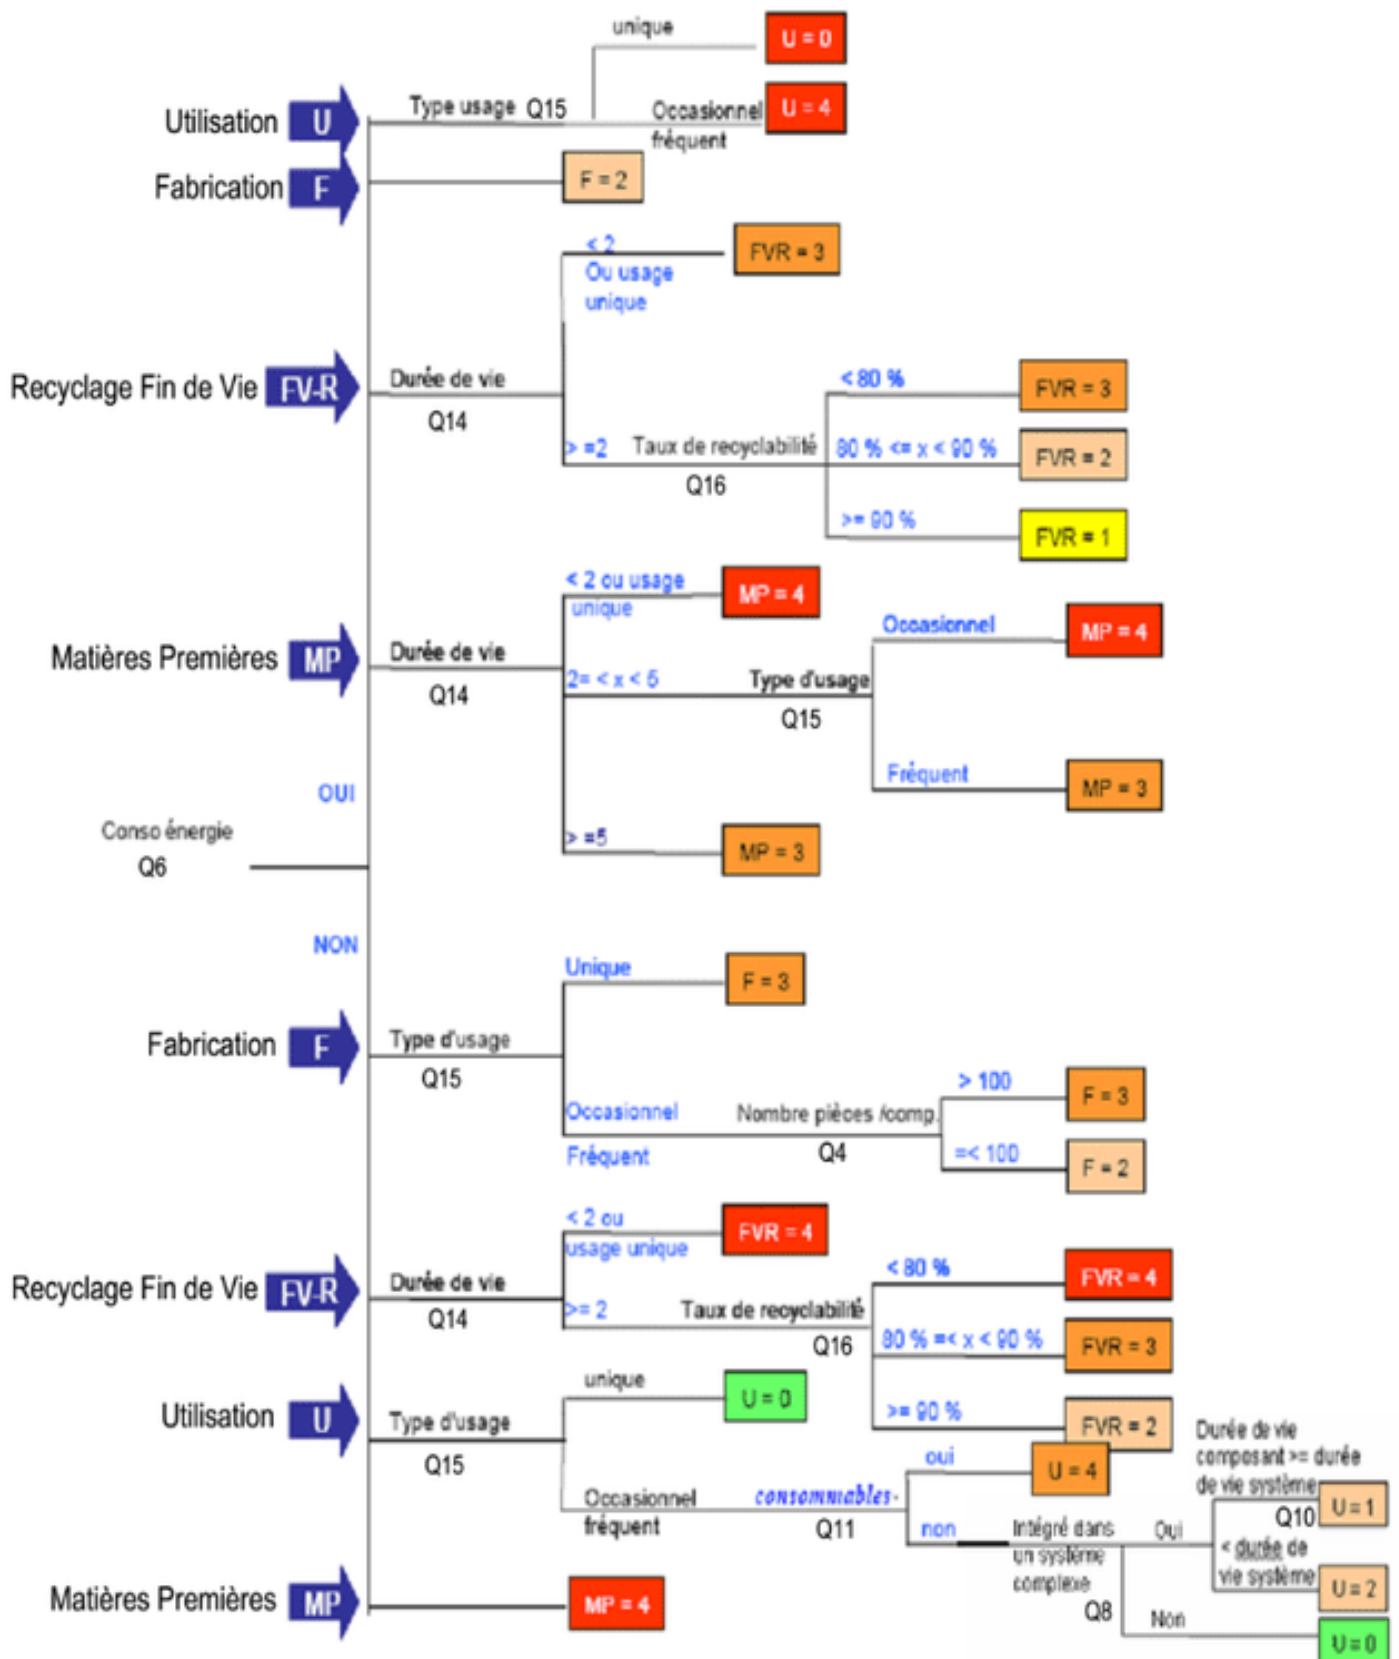 unique
U = 0
Utilisation U Type usage Q15 Occasionnel U = 4
fréquent
Fabrication F F = 2
< 2 FVR = 3
Ou usage
unique
Recyclage Fin de Vie FV-R Durée de vie < 80 % FVR = 3
Q14
> =2 Taux de recyclabilité 80 % <= x < 90 % FVR = 2
Q16
>= 90 % FVR = 1
< 2 ou usage MP = 4
unique
Occasionnel MP = 4
Matières Premières MP Durée de vie
Q14
2= < x < 5 Type d'usage
Q15
Fréquent MP = 3
OUI
Conso énergie > =5 MP = 3
Q6
NON
Unique F = 3
Fabrication F Type d'usage
Q15
> 100 F = 3
Occasionnel Nombre pièces /comp.
Fréquent Q4 =< 100 F = 2
< 2 ou FVR = 4
usage unique
< 80 % FVR = 4
Recyclage Fin de Vie FV-R Durée de vie
Q14
>= 2 Taux de recyclabilité
Q16 80 % =< x < 90 % FVR = 3
unique U = 0
Utilisation U Type d'usage >= 90 % FVR = 2
Q15
Durée de vie
composant >= durée
de vie système
oui U = 4
Occasionnel consommables-
fréquent Q11
Q10 U = 1
non Intégré dans Oui
un système
complexe
Q8
< durée de
vie système U = 2
Matières Premières MP MP = 4
Non U = 0